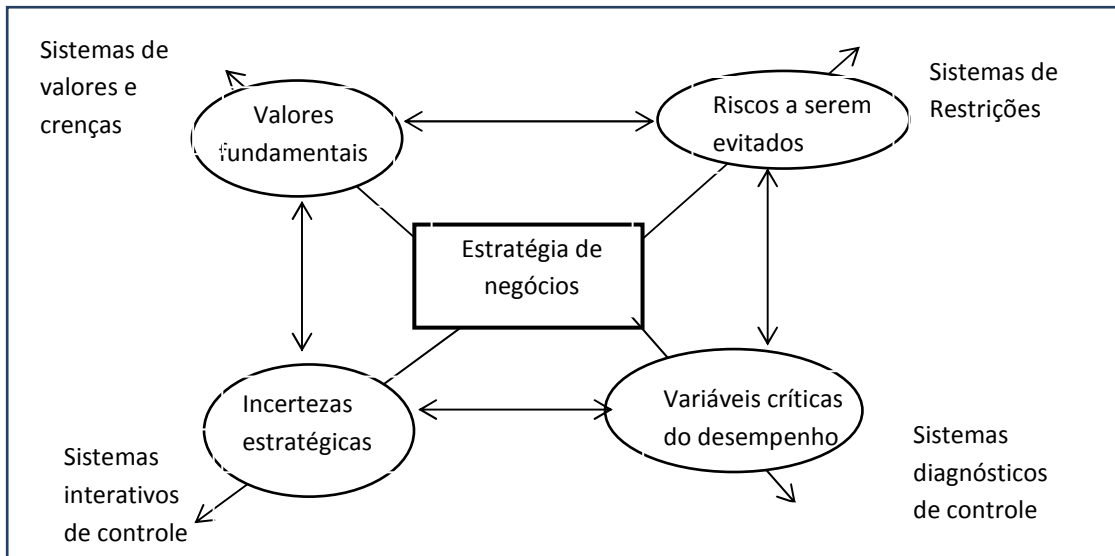 Sistemas de
valores e
crenças
Valores
fundamentais
Riscos a serem
evitados
Sistemas de
Restrições
Estratégia de
negócios
Incertezas
estratégicas
Variáveis críticas
do desempenho
Sistemas
interativos
de controle
Sistemas
diagnósticos
de controle